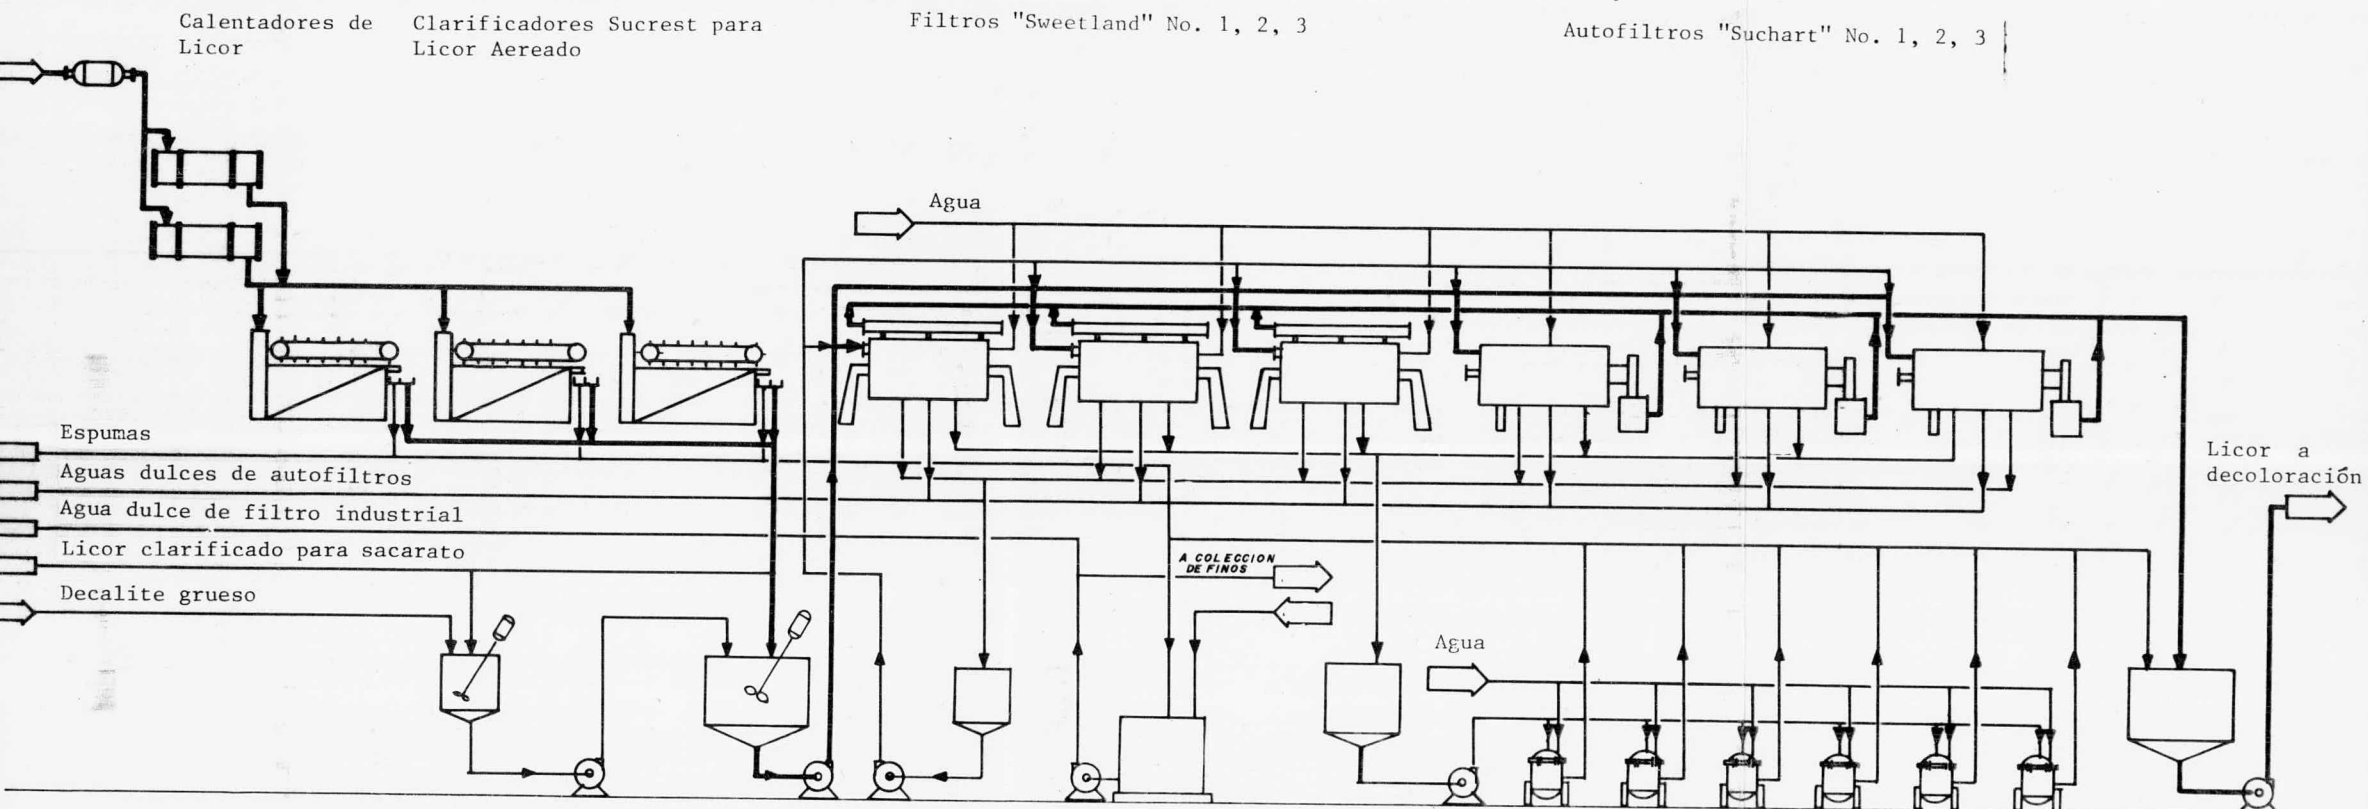 Calentadores de
Licor
Clarificadores Sucrest para
Licor Aereado
Filtros "Sweetland" No. 1, 2, 3
Autofiltros "Suchart" No. 1, 2, 3
Agua
Espumas
Aguas dulces de autofiltros
Agua dulce de filtro industrial
Licor clarificado para sacarato
Decalite grueso
A COLECCION
DE FINOS
Agua
Licor a
decoloración